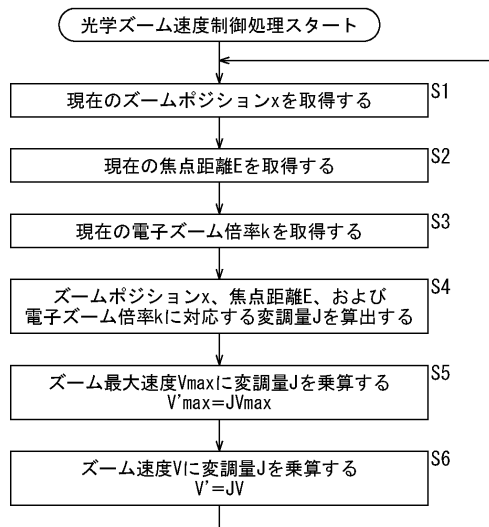 光学ズーム速度制御処理スタート
現在のズームポジションxを取得する
S1
現在の焦点距離Eを取得する
S2
現在の電子ズーム倍率kを取得する
S3
ズームポジションx、焦点距離E、および
電子ズーム倍率kに対応する変調量Jを算出する
S4
ズーム最大速度Vmaxに変調量Jを乗算する
V'max=JVmax
S5
ズーム速度Vに変調量Jを乗算する
V'=JV
S6